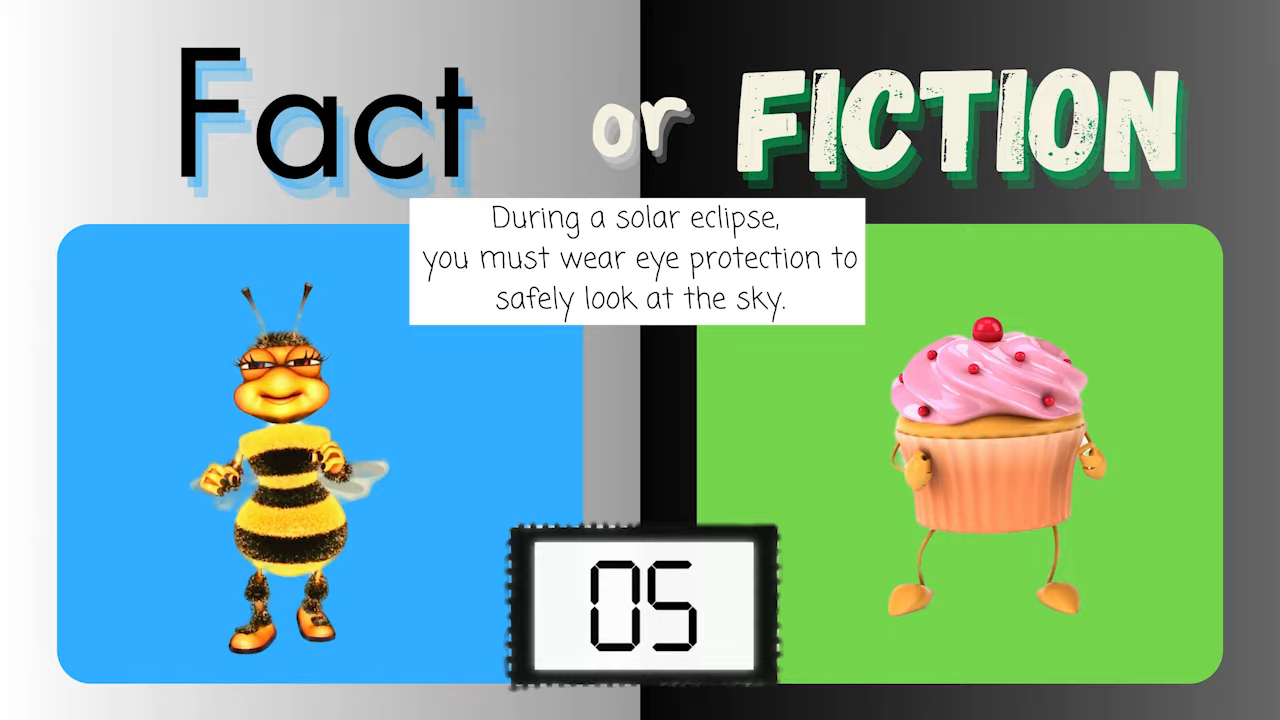 Fact or FICTION
During a solar eclipse,
you must wear eye protection to
safely look at the sky.
05